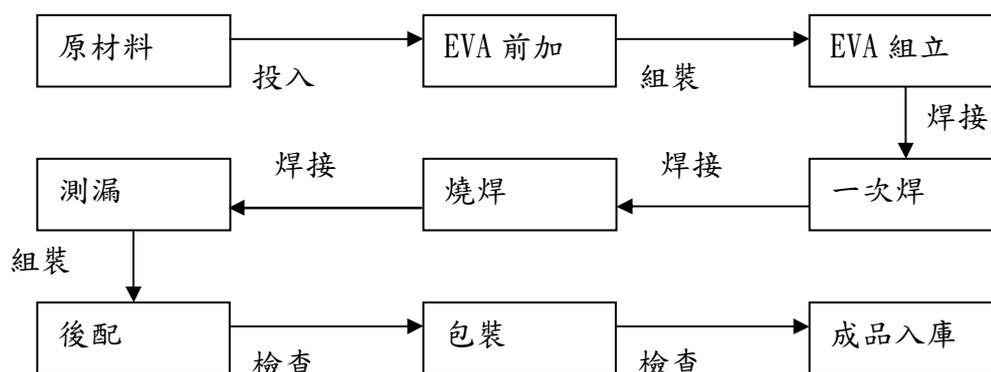 原材料
投入
EVA 前加
組裝
EVA 組立
焊接
一次焊
焊接
燒焊
焊接
測漏
組裝
後配
檢查
包裝
檢查
成品入庫